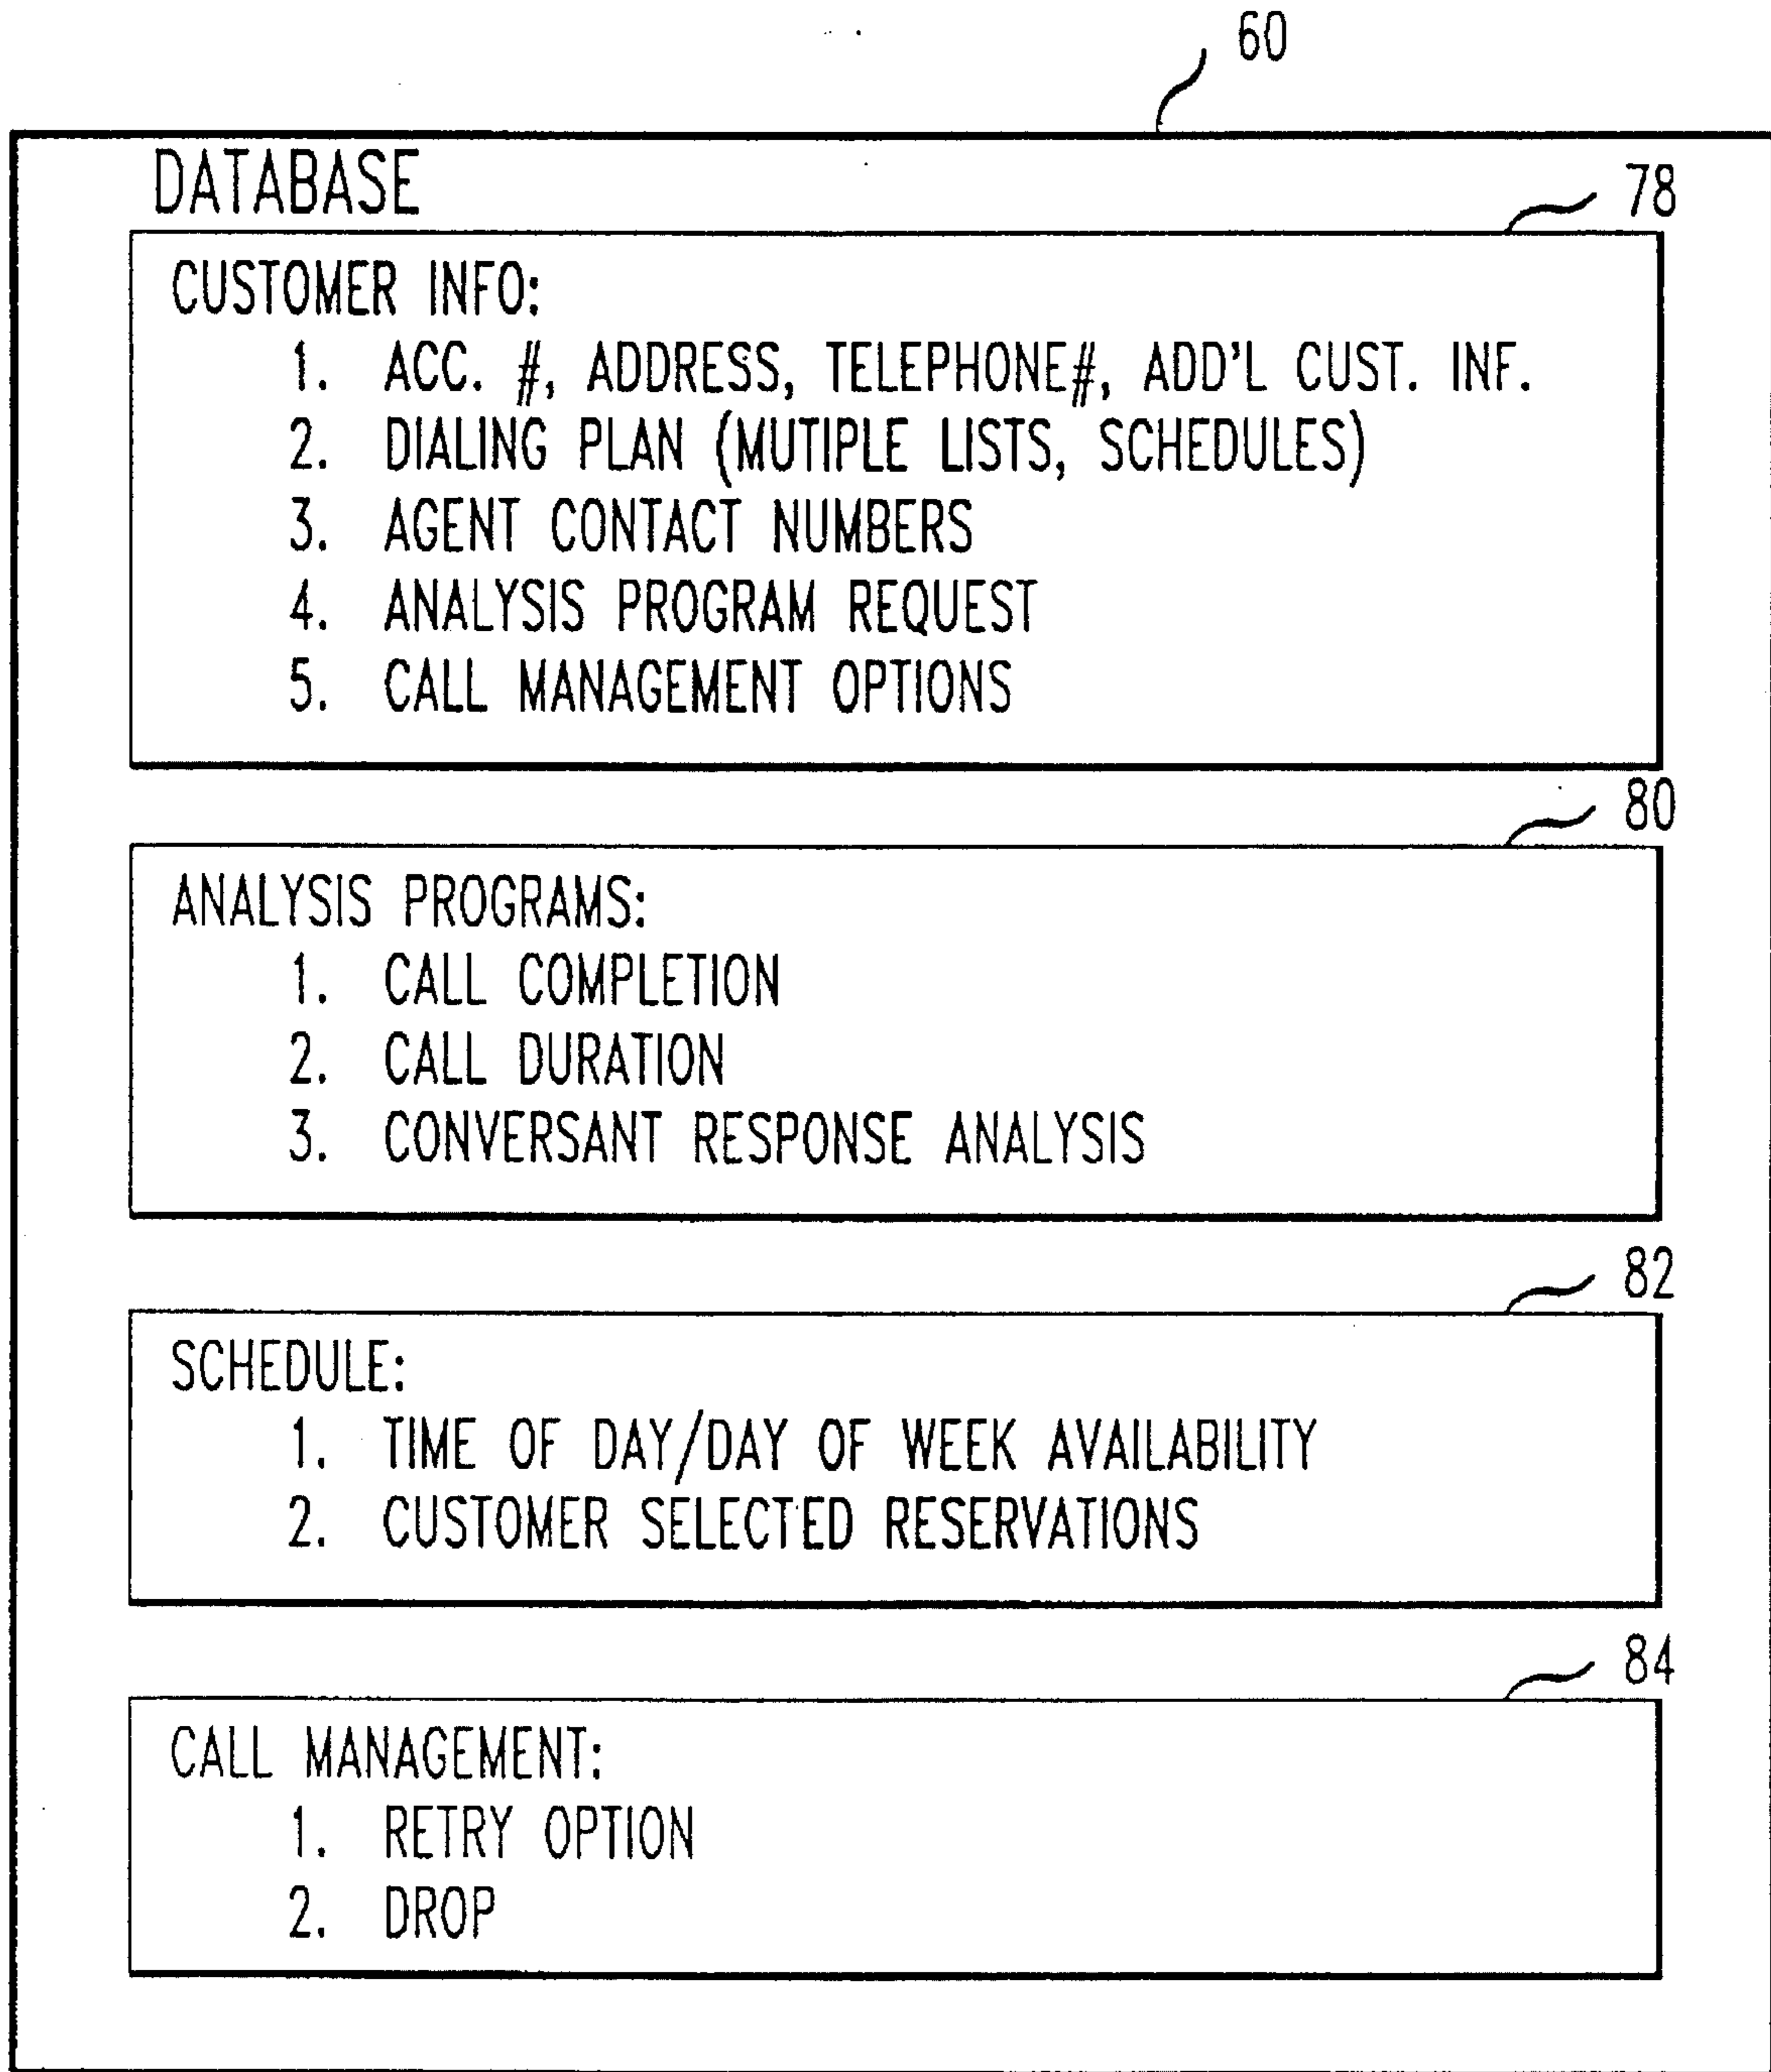 60
DATABASE
78
CUSTOMER INFO:
1. ACC. #, ADDRESS, TELEPHONE#, ADD'L CUST. INF.
2. DIALING PLAN (MUTIPLE LISTS, SCHEDULES)
3. AGENT CONTACT NUMBERS
4. ANALYSIS PROGRAM REQUEST
5. CALL MANAGEMENT OPTIONS
80
ANALYSIS PROGRAMS:
1. CALL COMPLETION
2. CALL DURATION
3. CONVERSANT RESPONSE ANALYSIS
82
SCHEDULE:
1. TIME OF DAY/DAY OF WEEK AVAILABILITY
2. CUSTOMER SELECTED RESERVATIONS
84
CALL MANAGEMENT:
1. RETRY OPTION
2. DROP